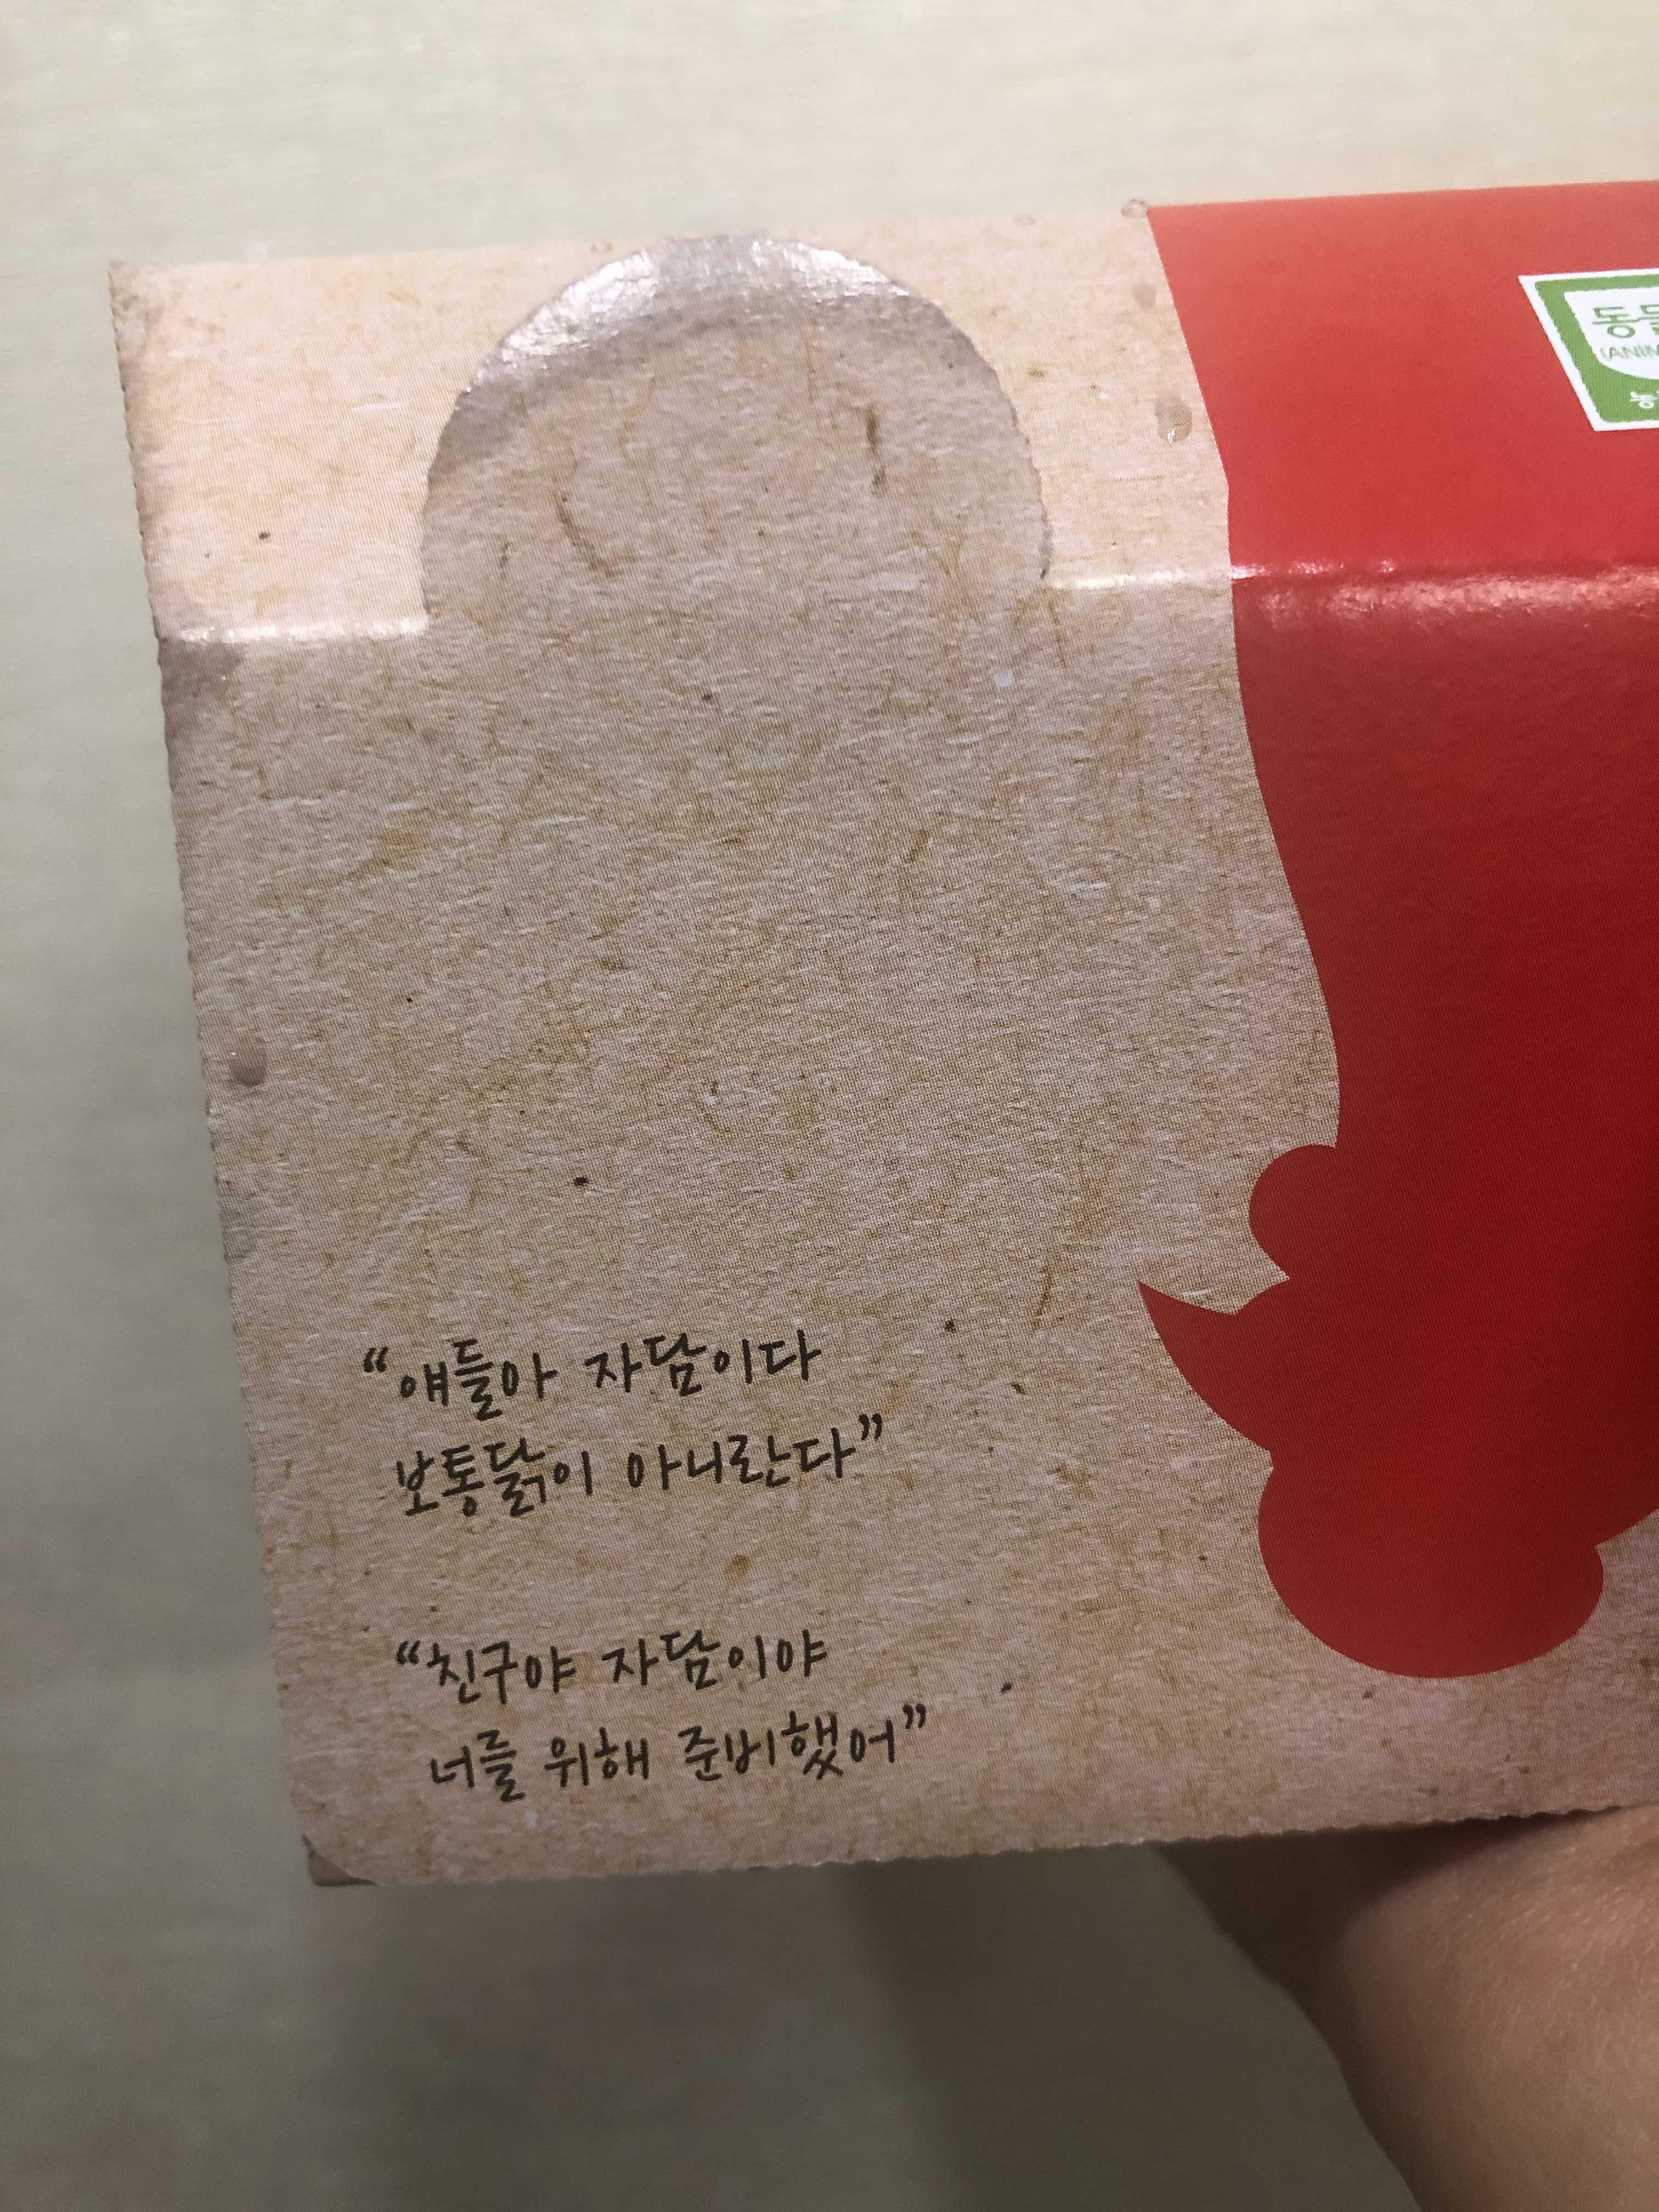 “얘들아 자담이다
보통닭이 아니란다”
“친구야 자담이야
너를 위해 준비했어”
(ANIM